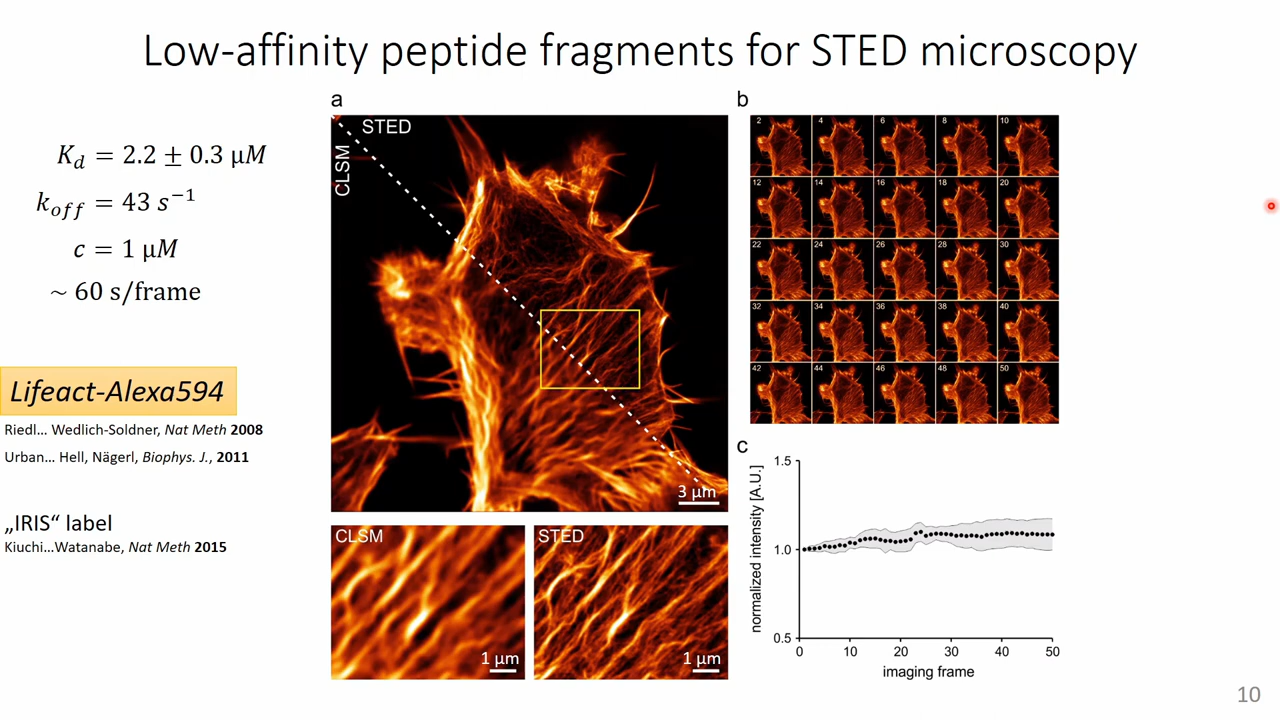 Low-affinity peptide fragments for STED microscopy
K_d = 2.2 ± 0.3 μM
k_off = 43 s⁻¹
c = 1 μM
~ 60 s/frame
Lifeact-Alexa594
Riedl... Wedlich-Soldner, Nat Meth 2008
Urban... Hell, Nägerl, Biophys. J., 2011
„IRIS“ label
Kiuchi...Watanabe, Nat Meth 2015
a
STED
CLSM
3 μm
CLSM
1 μm
STED
1 μm
b
2 4 6 8 10
12 14 16 18 20
22 24 26 28 30
32 34 36 38 40
42 44 46 48 50
c
normalized intensity [A.U.]
1.5
1.0
0.5
0 10 20 30 40 50
imaging frame
10